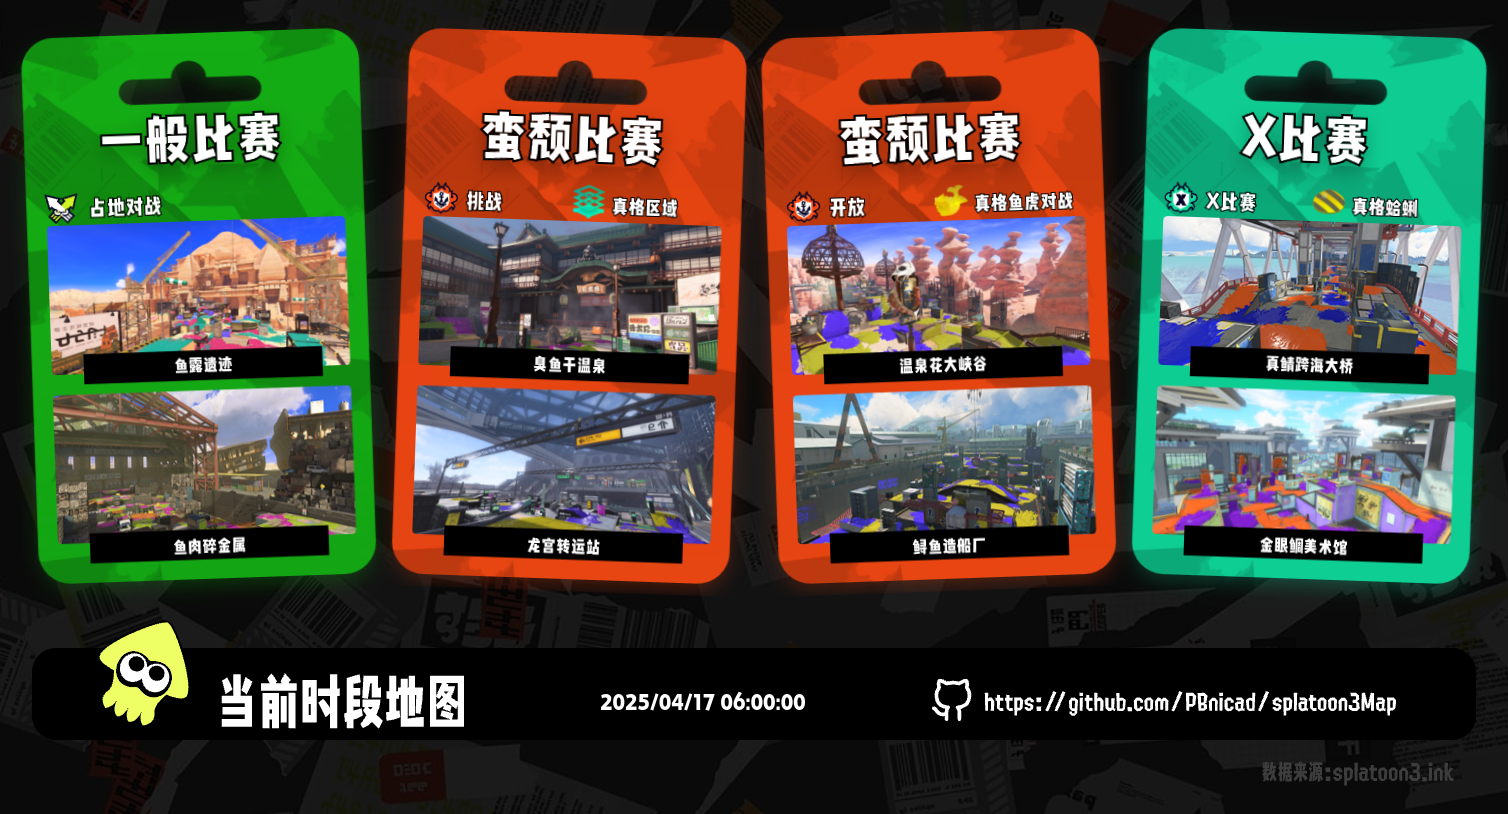 一般比赛
占地对战
鱼露遗迹
鱼肉碎金属
蛮颓比赛
挑战
真格区域
臭鱼干温泉
龙宫转运站
蛮颓比赛
开放
真格鱼虎对战
温泉花大峡谷
鲟鱼造船厂
X比赛
X比赛
真格蛤蜊
真鲭跨海大桥
金眼鲷美术馆
当前时段地图
2025/04/17 06:00:00
https://github.com/PBnicad/splatoon3Map
数据来源:splatoon3.ink